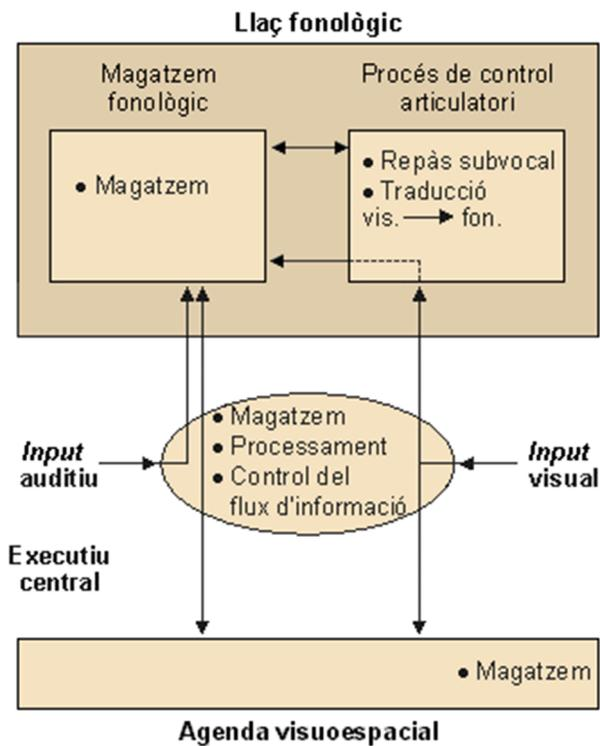 Llaç fonològic
Magatzem
fonològic
Procés de control
articulatori
● Magatzem
● Repàs subvocal
● Traducció
vis. → fon.
● Magatzem
● Processament
● Control del
flux d'informació
Input
auditiu
Input
visual
Executiu
central
● Magatzem
Agenda visuoespacial